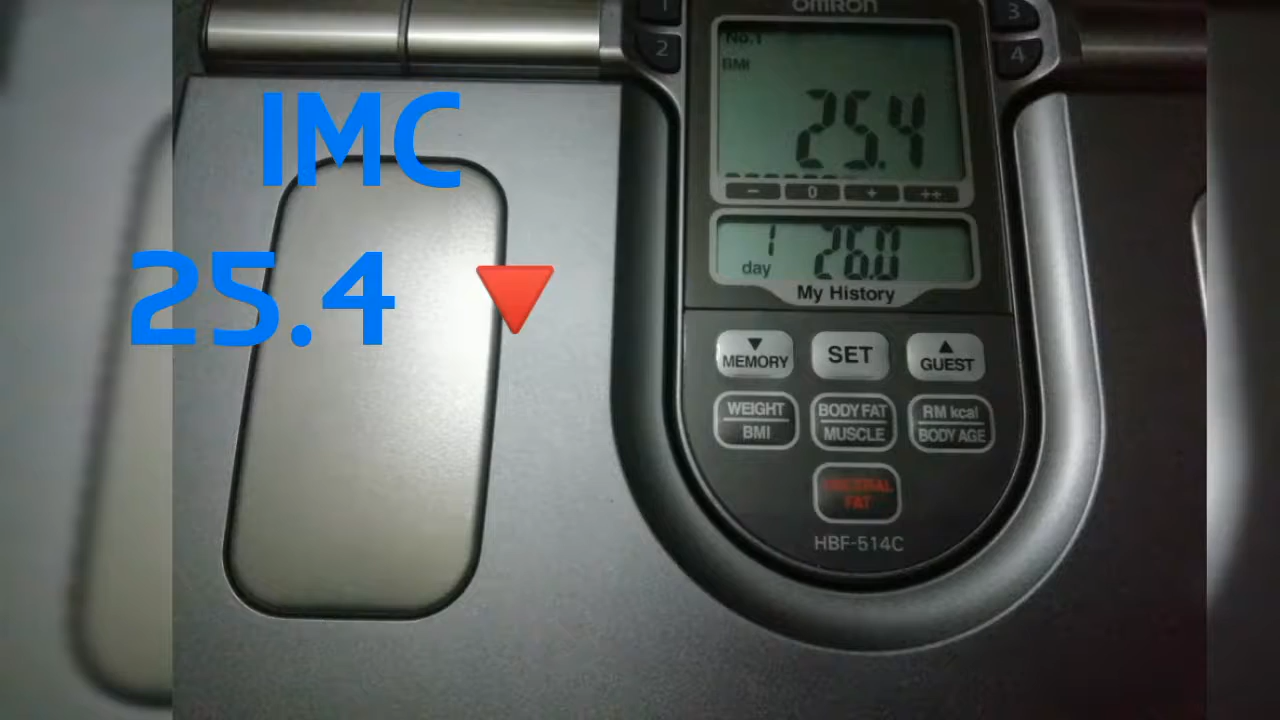 OMRON
1
2
3
4
No.1
BMI
25.4
− 0 + ++
1 day 26.0
My History
IMC
25.4
▼ MEMORY
SET
▲ GUEST
WEIGHT
BMI
BODY FAT
MUSCLE
RM kcal
BODY AGE
VISCERAL
FAT
HBF-514C